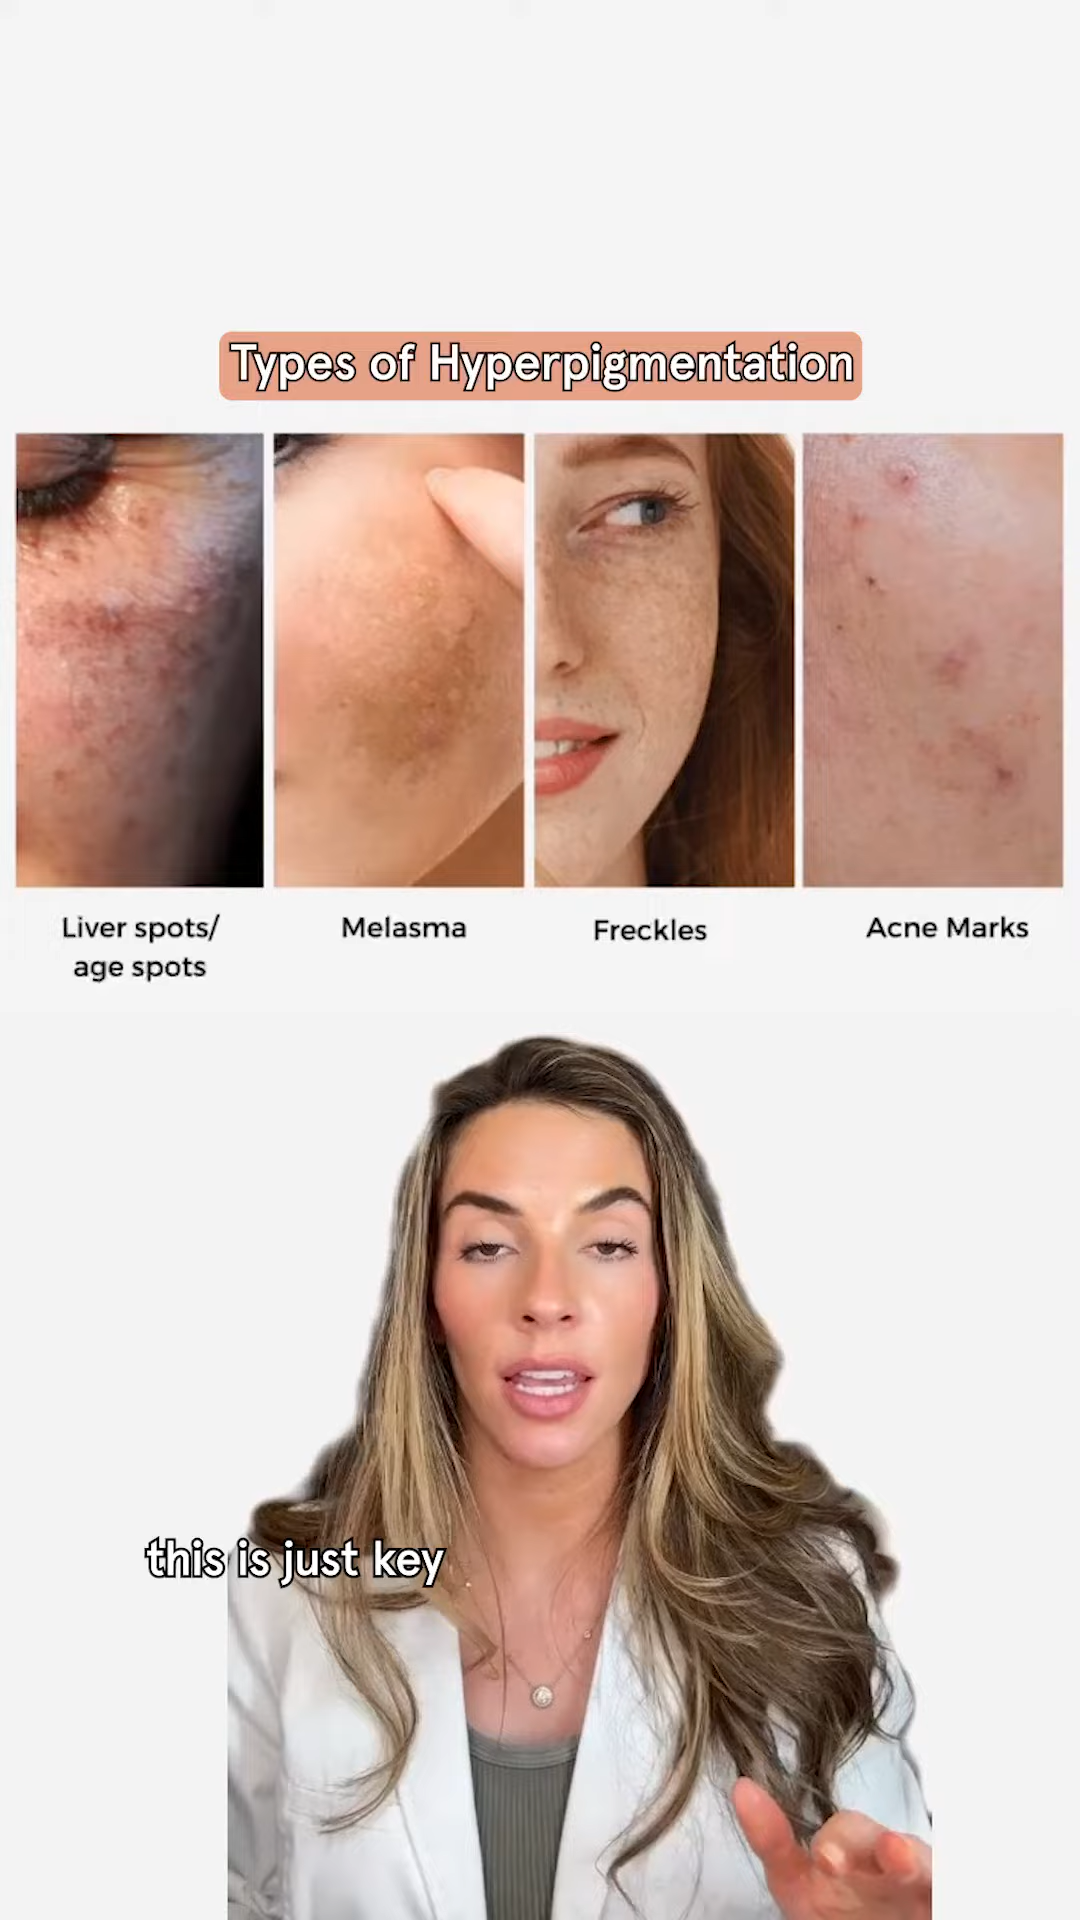 Types of Hyperpigmentation
Liver spots/
age spots
Melasma
Freckles
Acne Marks
this is just key